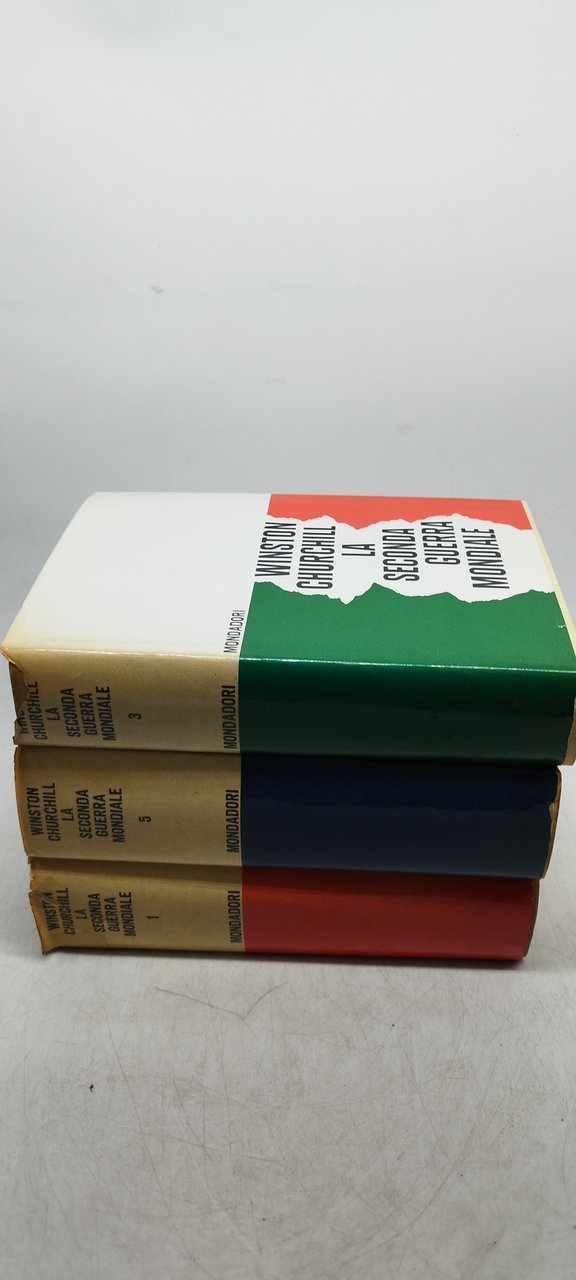 WINSTON
CHURCHILL
LA
SECONDA
GUERRA
MONDIALE
MONDADORI
CHURCHILL
LA
SECONDA
GUERRA
MONDIALE
3
MONDADORI
WINSTON
CHURCHILL
LA
SECONDA
GUERRA
MONDIALE
5
MONDADORI
WINSTON
CHURCHILL
LA
SECONDA
GUERRA
MONDIALE
1
MONDADORI